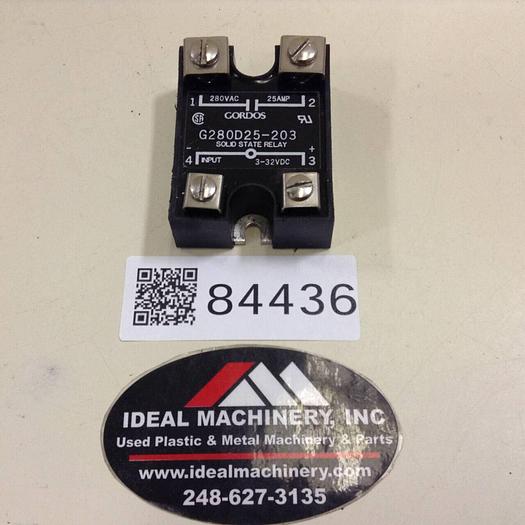 1 280VAC 25AMP 2
GORDOS
G280D25-203
SOLID STATE RELAY
- +
4 INPUT 3-32VDC 3
84436
IDEAL MACHINERY, INC
Used Plastic & Metal Machinery & Parts
www.idealmachinery.com
248-627-3135